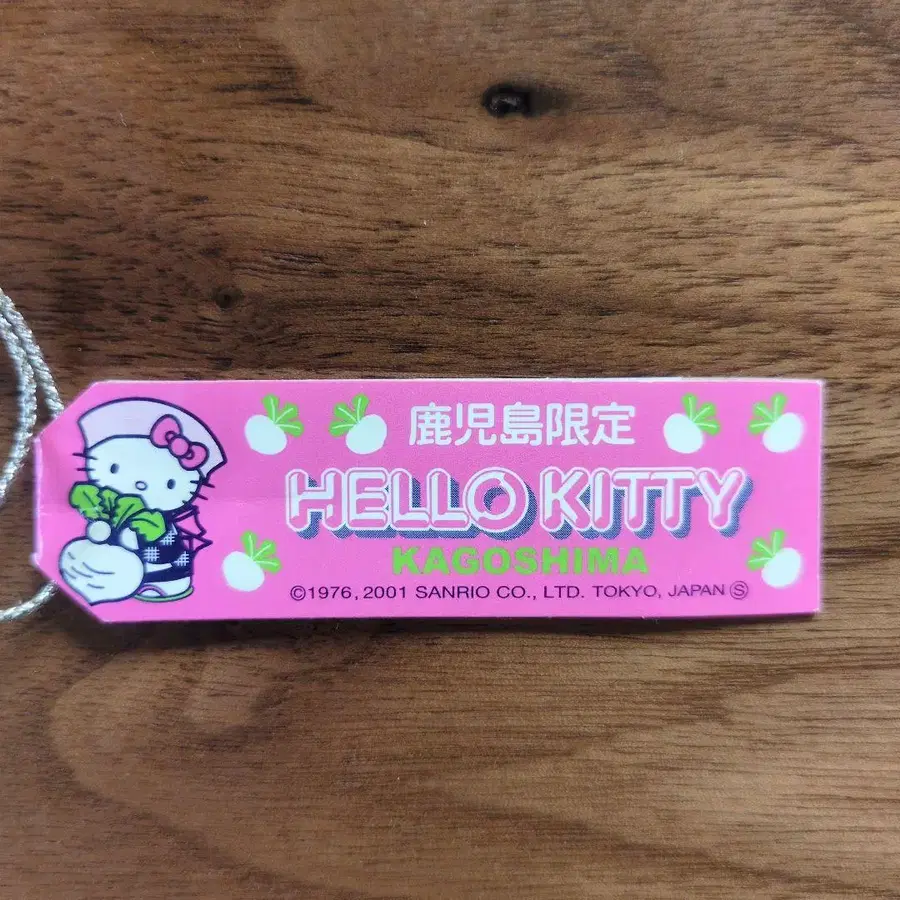 鹿児島限定
HELLO KITTY
KAGOSHIMA
©1976, 2001 SANRIO CO., LTD. TOKYO, JAPAN Ⓢ